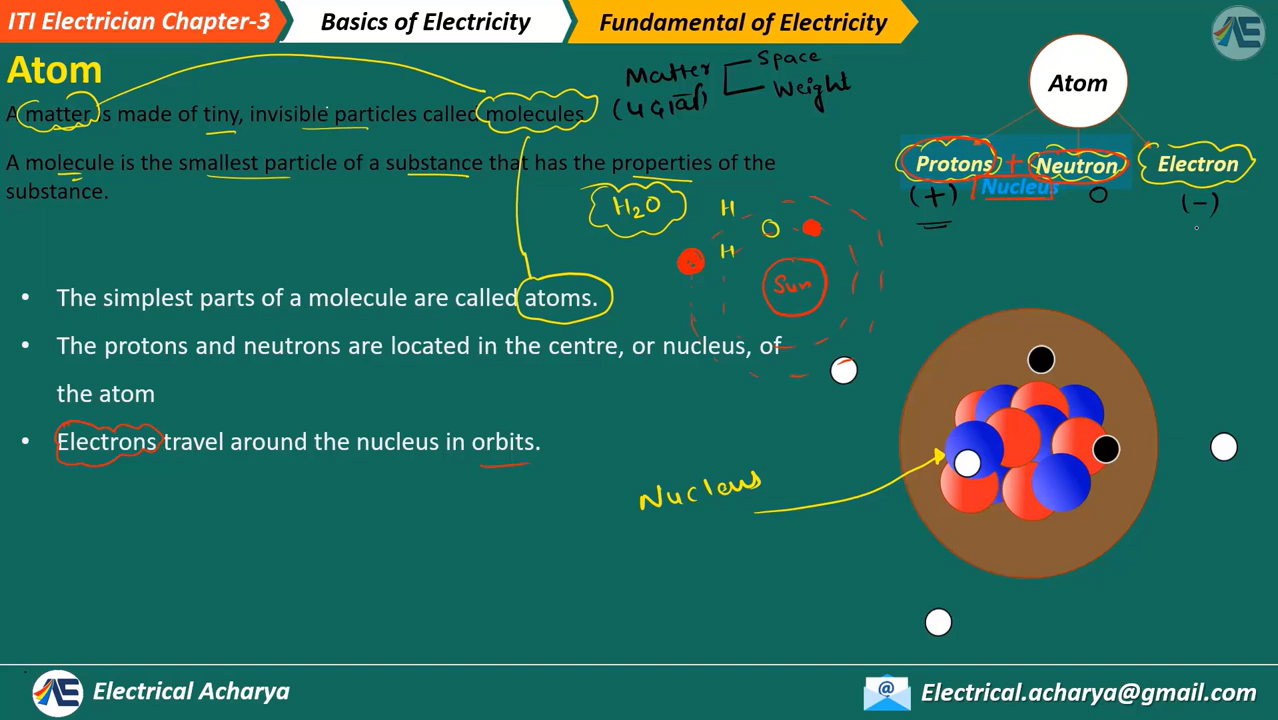 ITI Electrician Chapter-3
Basics of Electricity
Fundamental of Electricity
Atom
A matter is made of tiny, invisible particles called molecules
A molecule is the smallest particle of a substance that has the properties of the
substance.
Matter
(पदार्थ)
Space
Weight
H₂O
H
O
H
Sun
• The simplest parts of a molecule are called atoms.
• The protons and neutrons are located in the centre, or nucleus, of
the atom
• Electrons travel around the nucleus in orbits.
Atom
Protons + Neutron
Electron
Nucleus
(+)
O
(-)
Nucleus
AE
Electrical Acharya
Electrical.acharya@gmail.com